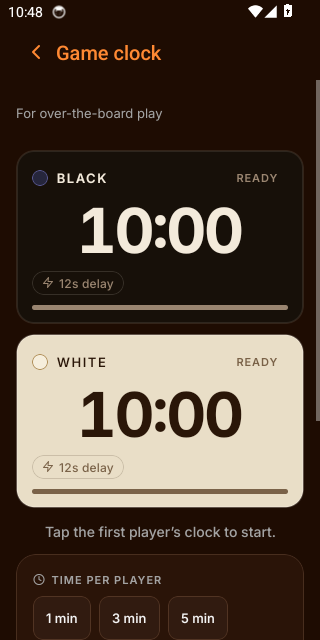 10:48
Game clock
For over-the-board play
BLACK
READY
10:00
12s delay
WHITE
READY
10:00
12s delay
Tap the first player's clock to start.
TIME PER PLAYER
1 min
3 min
5 min